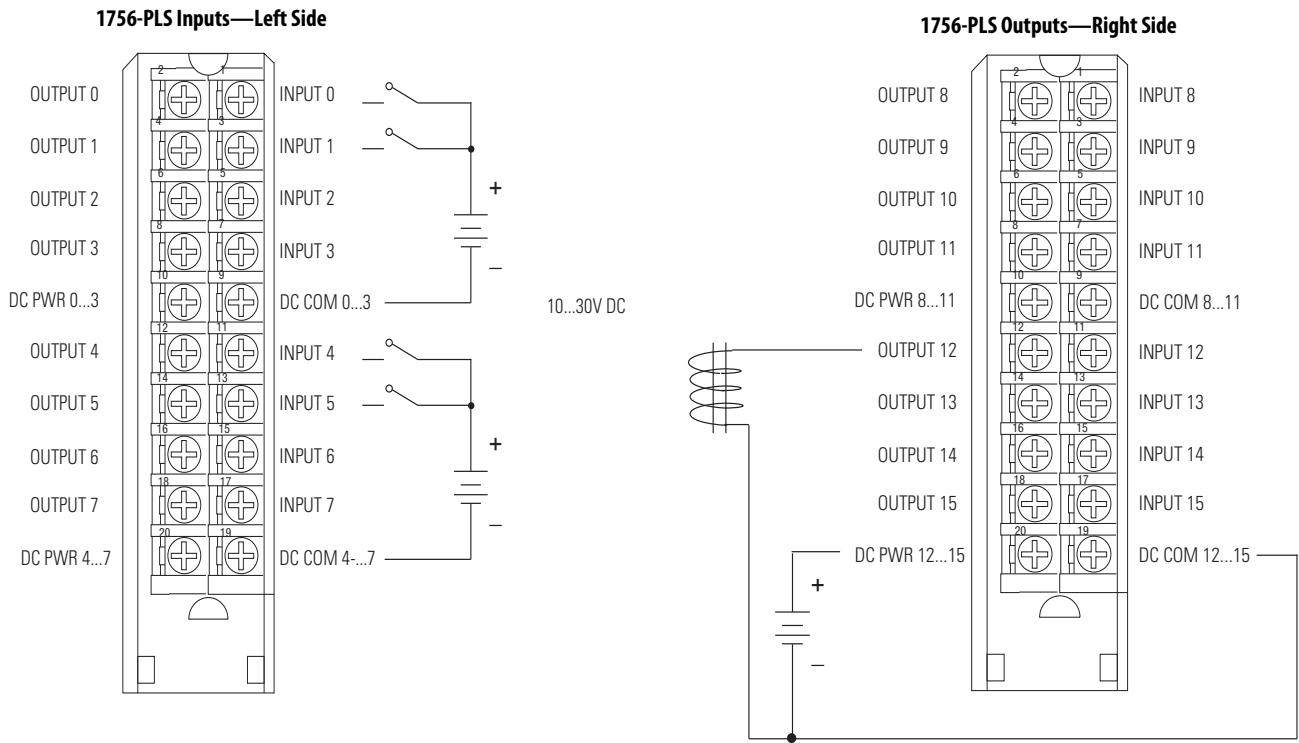 1756-PLS Inputs—Left Side
2 1
OUTPUT 0 INPUT 0
4 3
OUTPUT 1 INPUT 1
6 5
OUTPUT 2 INPUT 2
+
8 7
OUTPUT 3 INPUT 3
–
10 9
DC PWR 0...3 DC COM 0...3
12 11
OUTPUT 4 INPUT 4
14 13
OUTPUT 5 INPUT 5
16 15
OUTPUT 6 INPUT 6
+
18 17
OUTPUT 7 INPUT 7
–
20 19
DC PWR 4...7 DC COM 4-...7
10...30V DC
1756-PLS Outputs—Right Side
2 1
OUTPUT 8 INPUT 8
4 3
OUTPUT 9 INPUT 9
6 5
OUTPUT 10 INPUT 10
8 7
OUTPUT 11 INPUT 11
10 9
DC PWR 8...11 DC COM 8...11
12 11
OUTPUT 12 INPUT 12
14 13
OUTPUT 13 INPUT 13
16 15
OUTPUT 14 INPUT 14
18 17
OUTPUT 15 INPUT 15
20 19
DC PWR 12...15 DC COM 12...15
+
–